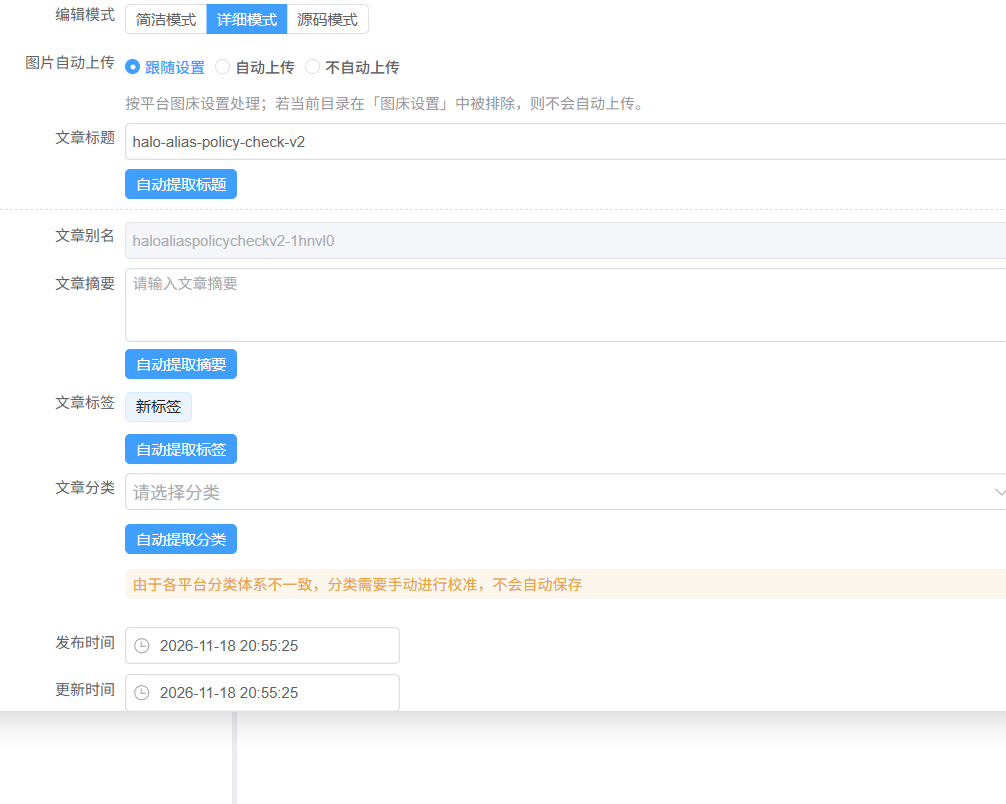 编辑模式 简洁模式 详细模式 源码模式
图片自动上传 跟随设置 自动上传 不自动上传
按平台图床设置处理；若当前目录在「图床设置」中被排除，则不会自动上传。
文章标题 halo-alias-policy-check-v2
自动提取标题
文章别名 haloaliaspolicycheckv2-1hnvl0
文章摘要 请输入文章摘要
自动提取摘要
文章标签 新标签
自动提取标签
文章分类 请选择分类
自动提取分类
由于各平台分类体系不一致，分类需要手动进行校准，不会自动保存
发布时间 2026-11-18 20:55:25
更新时间 2026-11-18 20:55:25